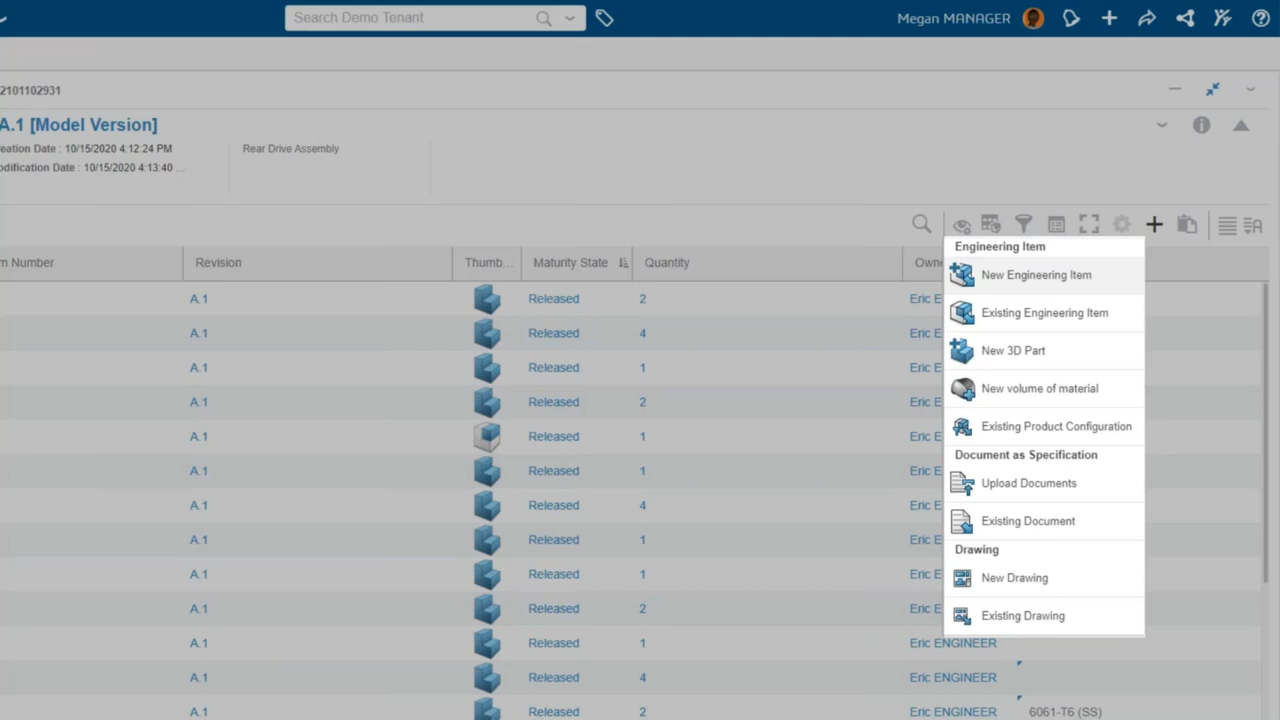 Search Demo Tenant
Megan MANAGER
2101102931
A.1 [Model Version]
eation Date : 10/15/2020 4:12:24 PM
Rear Drive Assembly
odification Date : 10/15/2020 4:13:40 ...
m Number Revision Thumb... Maturity State Quantity Owne
A.1 Released 2 Eric E
A.1 Released 4 Eric E
A.1 Released 1 Eric E
A.1 Released 2 Eric E
A.1 Released 1 Eric E
A.1 Released 1 Eric E
A.1 Released 4 Eric E
A.1 Released 1 Eric E
A.1 Released 1 Eric E
A.1 Released 2 Eric E
A.1 Released 1 Eric ENGINEER
A.1 Released 4 Eric ENGINEER
A.1 Released 2 Eric ENGINEER 6061-T6 (SS)
Engineering Item
New Engineering Item
Existing Engineering Item
New 3D Part
New volume of material
Existing Product Configuration
Document as Specification
Upload Documents
Existing Document
Drawing
New Drawing
Existing Drawing